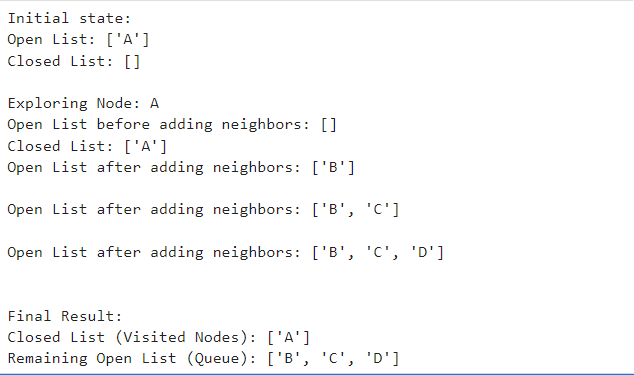 Initial state:
Open List: ['A']
Closed List: []
Exploring Node: A
Open List before adding neighbors: []
Closed List: ['A']
Open List after adding neighbors: ['B']
Open List after adding neighbors: ['B', 'C']
Open List after adding neighbors: ['B', 'C', 'D']
Final Result:
Closed List (Visited Nodes): ['A']
Remaining Open List (Queue): ['B', 'C', 'D']